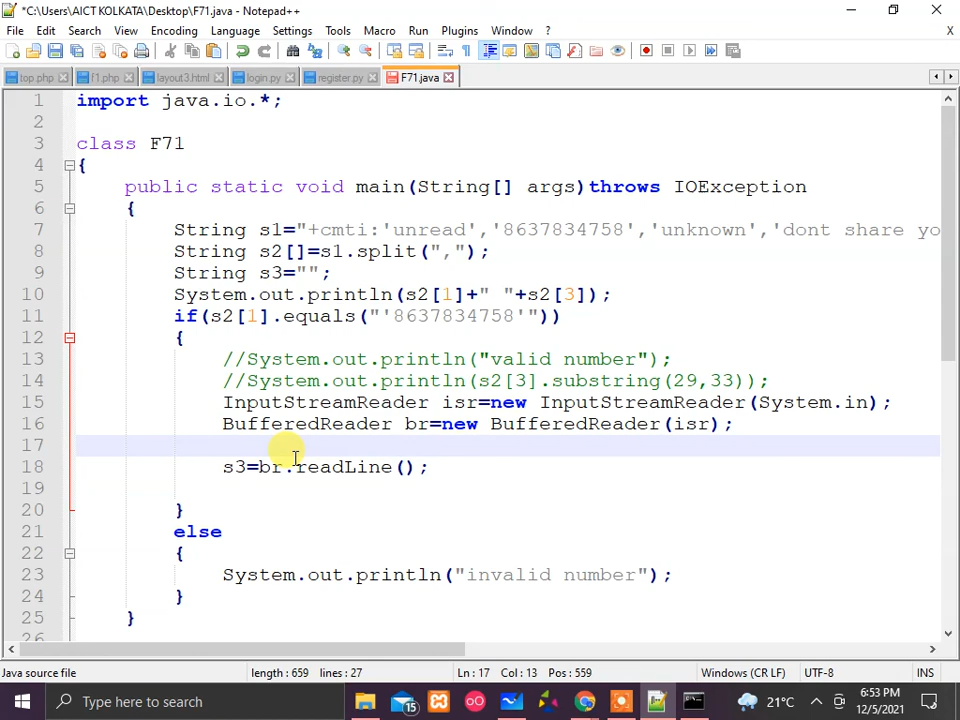 *C:\Users\AICT KOLKATA\Desktop\F71.java - Notepad++
File Edit Search View Encoding Language Settings Tools Macro Run Plugins Window ? X
top.php f1.php layout3.html login.py register.py F71.java
1 import java.io.*;
2
3 class F71
4 {
5 public static void main(String[] args)throws IOException
6 {
7 String s1="+cmti:'unread','8637834758','unknown','dont share yo
8 String s2[]=s1.split(",");
9 String s3="";
10 System.out.println(s2[1]+" "+s2[3]);
11 if(s2[1].equals("'8637834758'"))
12 {
13 //System.out.println("valid number");
14 //System.out.println(s2[3].substring(29,33));
15 InputStreamReader isr=new InputStreamReader(System.in);
16 BufferedReader br=new BufferedReader(isr);
17
18 s3=br.readLine();
19
20 }
21 else
22 {
23 System.out.println("invalid number");
24 }
25 }
26
Java source file length : 659 lines : 27 Ln : 17 Col : 13 Pos : 559 Windows (CR LF) UTF-8 INS
Type here to search 15 21°C 6:53 PM
12/5/2021